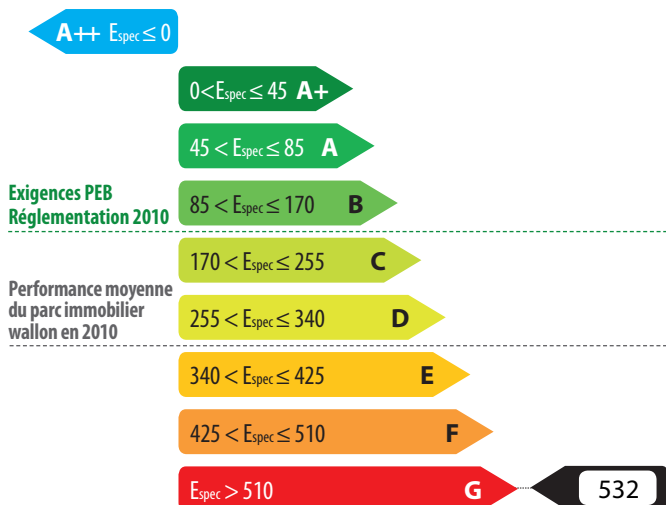 A++ Espec ≤ 0
0<Espec ≤ 45 A+
45 < Espec ≤ 85 A
Exigences PEB
Réglementation 2010
85 < Espec ≤ 170 B
170 < Espec ≤ 255 C
Performance moyenne
du parc immobilier
wallon en 2010
255 < Espec ≤ 340 D
340 < Espec ≤ 425 E
425 < Espec ≤ 510 F
Espec > 510 G 532